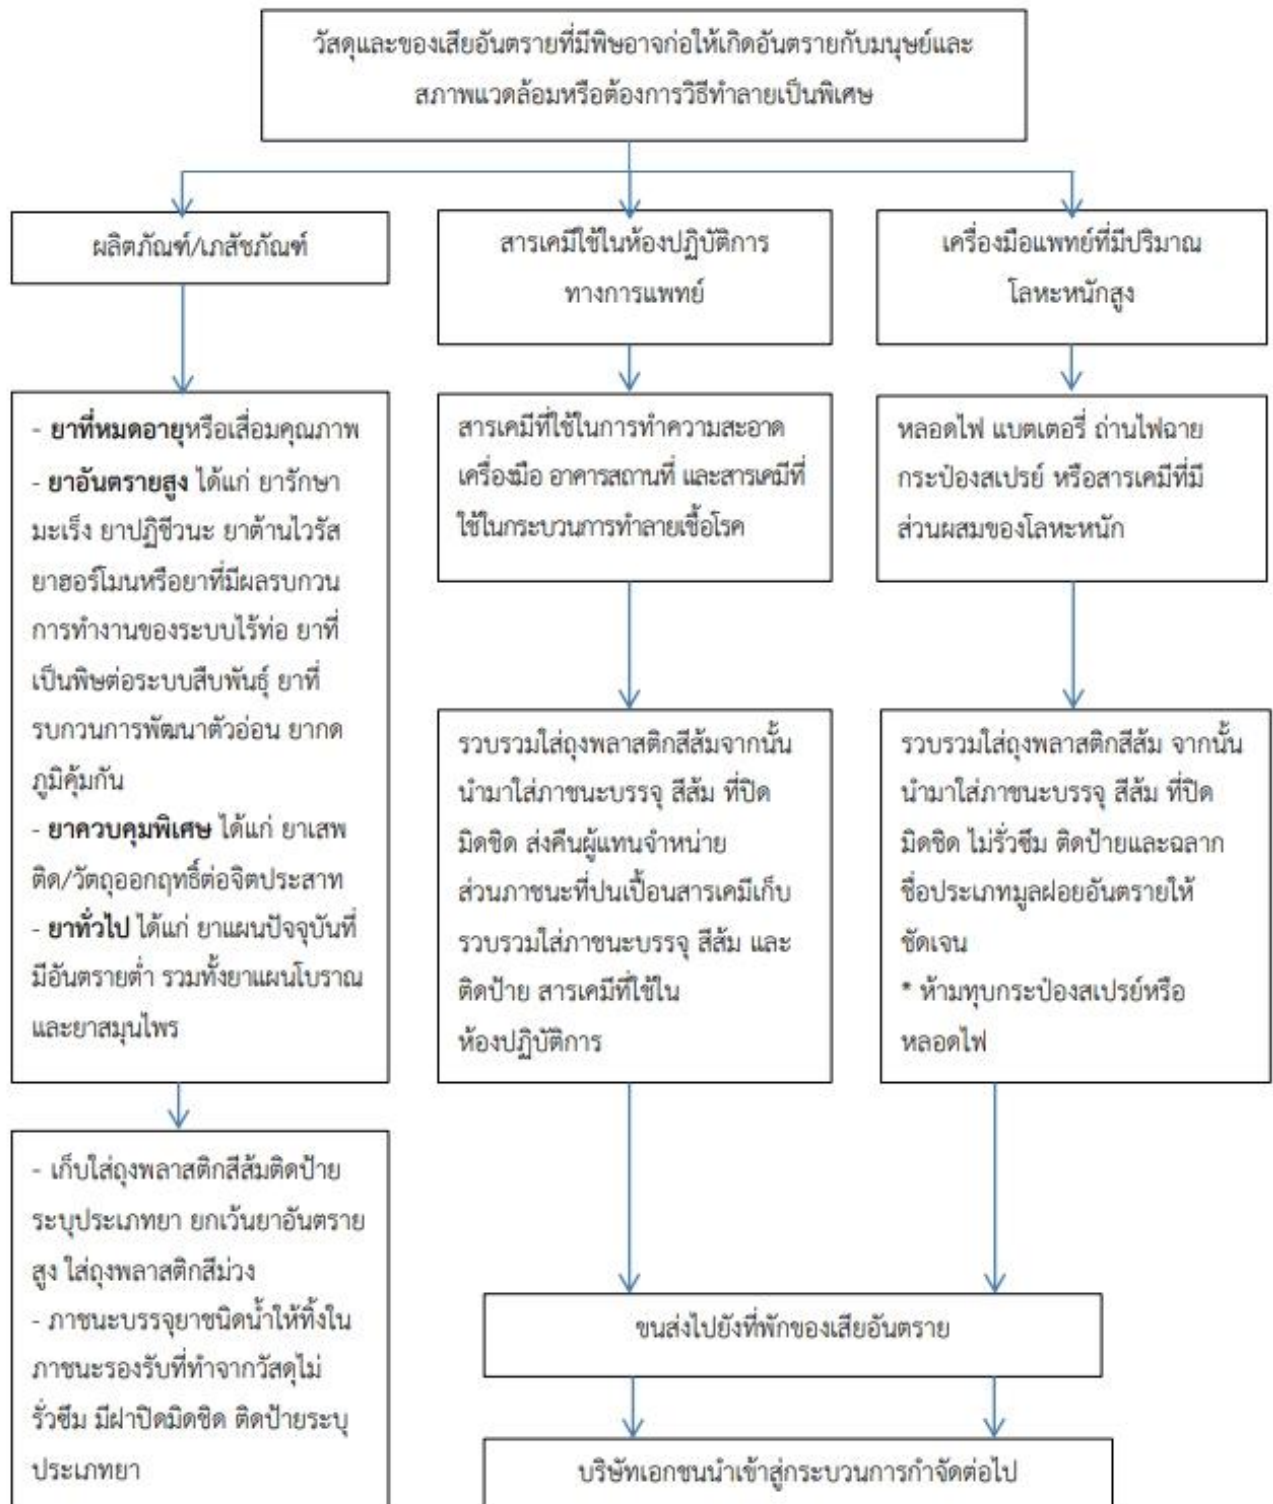 วัสดุและของเสียอันตรายที่มีพิษอาจก่อให้เกิดอันตรายกับมนุษย์และ
สภาพแวดล้อมหรือต้องการวิธีทำลายเป็นพิเศษ
ผลิตภัณฑ์/เภสัชภัณฑ์
สารเคมีใช้ในห้องปฏิบัติการ
ทางการแพทย์
เครื่องมือแพทย์ที่มีปริมาณ
โลหะหนักสูง
- ยาที่หมดอายุหรือเสื่อมคุณภาพ
- ยาอันตรายสูง ได้แก่ ยารักษา
มะเร็ง ยาปฏิชีวนะ ยาต้านไวรัส
ยาฮอร์โมนหรือยาที่มีผลรบกวน
การทำงานของระบบไร้ท่อ ยาที่
เป็นพิษต่อระบบสืบพันธุ์ ยาที่
รบกวนการพัฒนาตัวอ่อน ยากด
ภูมิคุ้มกัน
- ยาควบคุมพิเศษ ได้แก่ ยาเสพ
ติด/วัตถุออกฤทธิ์ต่อจิตประสาท
- ยาทั่วไป ได้แก่ ยาแผนปัจจุบันที่
มีอันตรายต่ำ รวมทั้งยาแผนโบราณ
และยาสมุนไพร
สารเคมีที่ใช้ในการทำความสะอาด
เครื่องมือ อาคารสถานที่ และสารเคมีที่
ใช้ในกระบวนการทำลายเชื้อโรค
หลอดไฟ แบตเตอรี่ ถ่านไฟฉาย
กระป๋องสเปรย์ หรือสารเคมีที่มี
ส่วนผสมของโลหะหนัก
รวบรวมใส่ถุงพลาสติกสีส้มจากนั้น
นำมาใส่ภาชนะบรรจุ สีส้ม ที่ปิด
มิดชิด ส่งคืนผู้แทนจำหน่าย
ส่วนภาชนะที่ปนเปื้อนสารเคมีเก็บ
รวบรวมใส่ภาชนะบรรจุ สีส้ม และ
ติดป้าย สารเคมีที่ใช้ใน
ห้องปฏิบัติการ
รวบรวมใส่ถุงพลาสติกสีส้ม จากนั้น
นำมาใส่ภาชนะบรรจุ สีส้ม ที่ปิด
มิดชิด ไม่รั่วซึม ติดป้ายและฉลาก
ชื่อประเภทมูลฝอยอันตรายให้
ชัดเจน
* ห้ามทุบกระป๋องสเปรย์หรือ
หลอดไฟ
- เก็บใส่ถุงพลาสติกสีส้มติดป้าย
ระบุประเภทยา ยกเว้นยาอันตราย
สูง ใส่ถุงพลาสติกสีม่วง
- ภาชนะบรรจุยาชนิดน้ำให้ทิ้งใน
ภาชนะรองรับที่ทำจากวัสดุไม่
รั่วซึม มีฝาปิดมิดชิด ติดป้ายระบุ
ประเภทยา
ขนส่งไปยังที่พักของเสียอันตราย
บริษัทเอกชนนำเข้าสู่กระบวนการกำจัดต่อไป